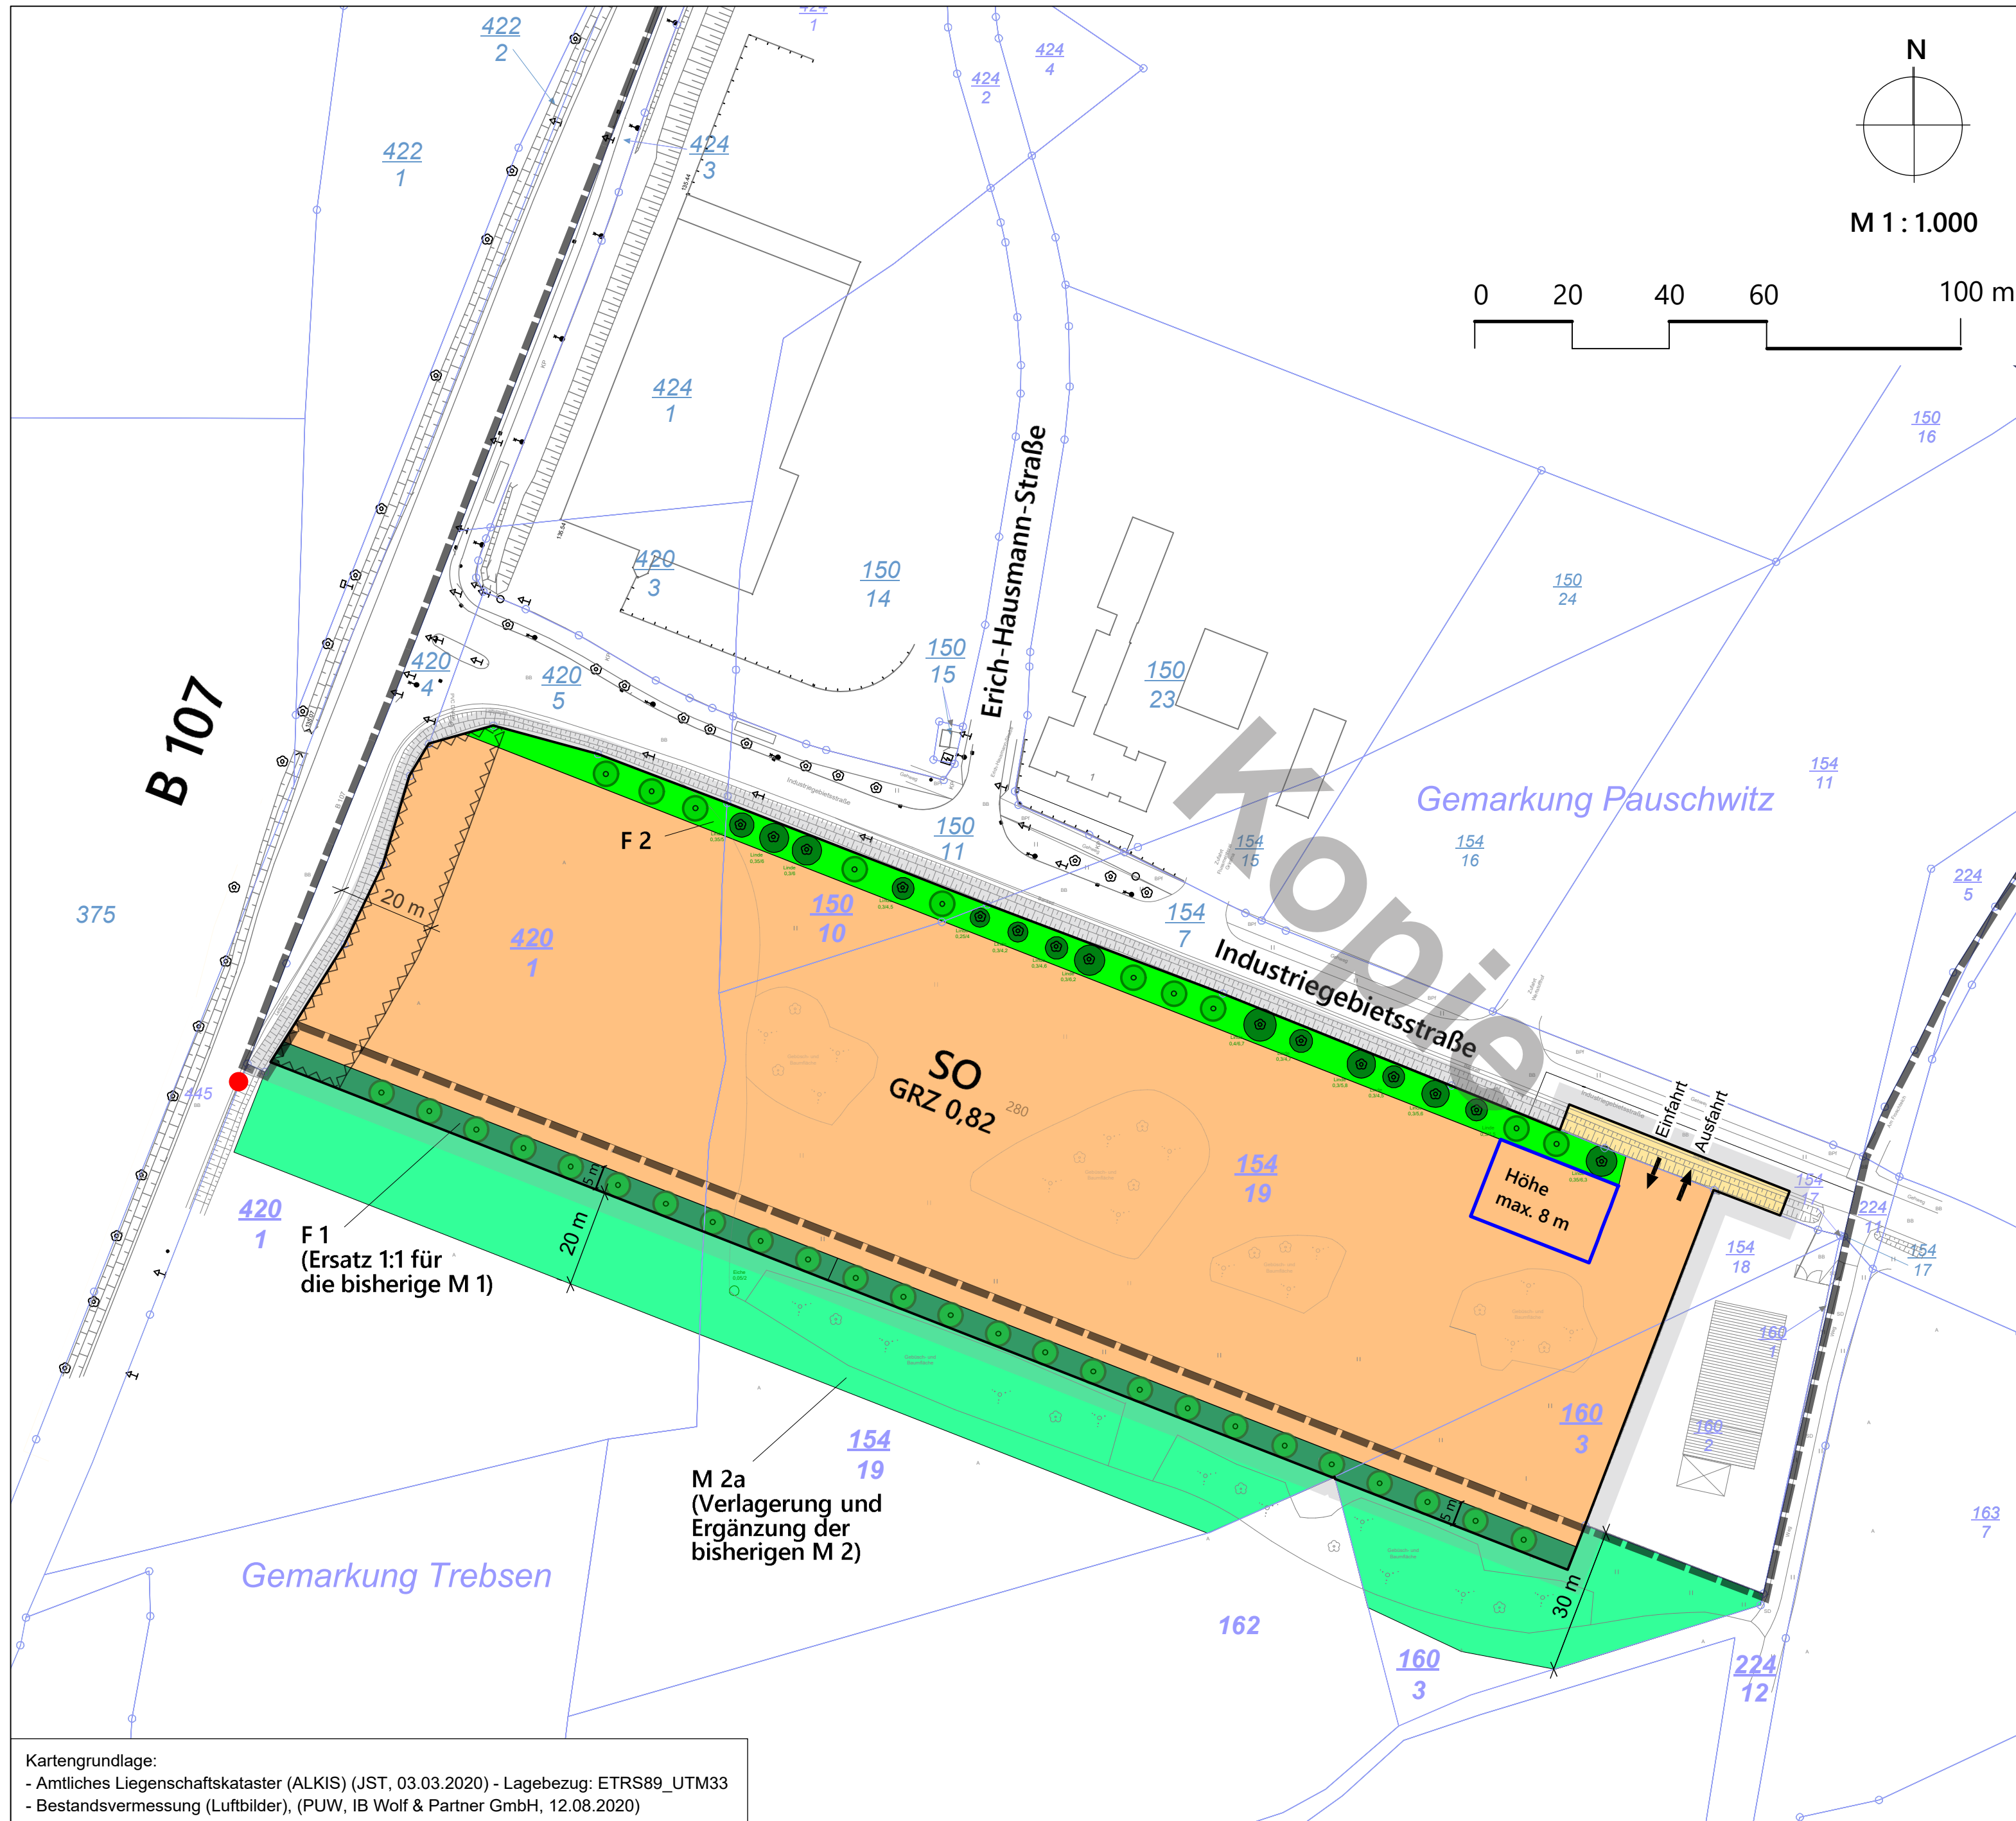 N
M 1 : 1.000
0 20 40 60 100 m
422
2
424
1
424
4
424
2
422
1
424
3
424
1
150
16
420
3
150
14
150
24
150
15
150
23
420
4
420
5
Erich-Hausmann-Straße
B 107
Kopie
Gemarkung Pauschwitz
154
11
154
15
154
16
150
11
154
7
224
5
375
F 2
20 m
420
1
150
10
Industriegebietsstraße
Industriegebietsstraße
SO
GRZ 0,82
280
154
19
Höhe
max. 8 m
Einfahrt
Ausfahrt
445
420
1
F 1
(Ersatz 1:1 für
die bisherige M 1)
5 m
20 m
154
17
224
11
154
17
154
18
160
1
160
2
160
3
163
7
M 2a
(Verlagerung und
Ergänzung der
bisherigen M 2)
154
19
5 m
30 m
Gemarkung Trebsen
162
160
3
224
12
Kartengrundlage:
- Amtliches Liegenschaftskataster (ALKIS) (JST, 03.03.2020) - Lagebezug: ETRS89_UTM33
- Bestandsvermessung (Luftbilder), (PUW, IB Wolf & Partner GmbH, 12.08.2020)